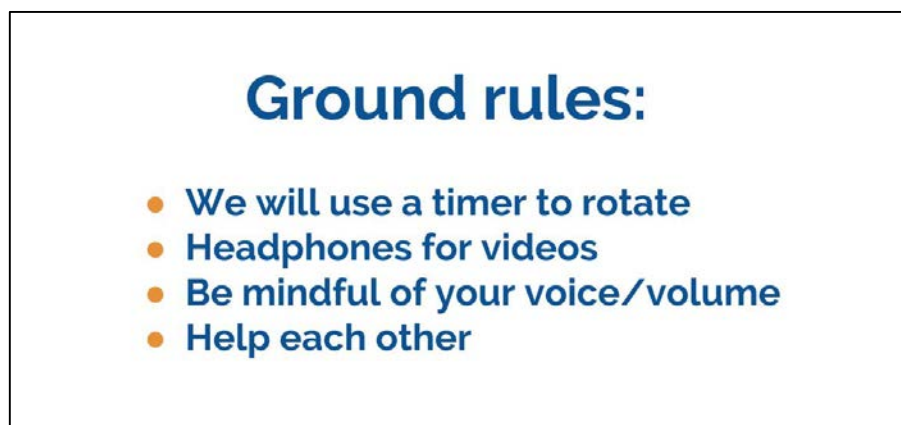 Ground rules:
● We will use a timer to rotate
● Headphones for videos
● Be mindful of your voice/volume
● Help each other